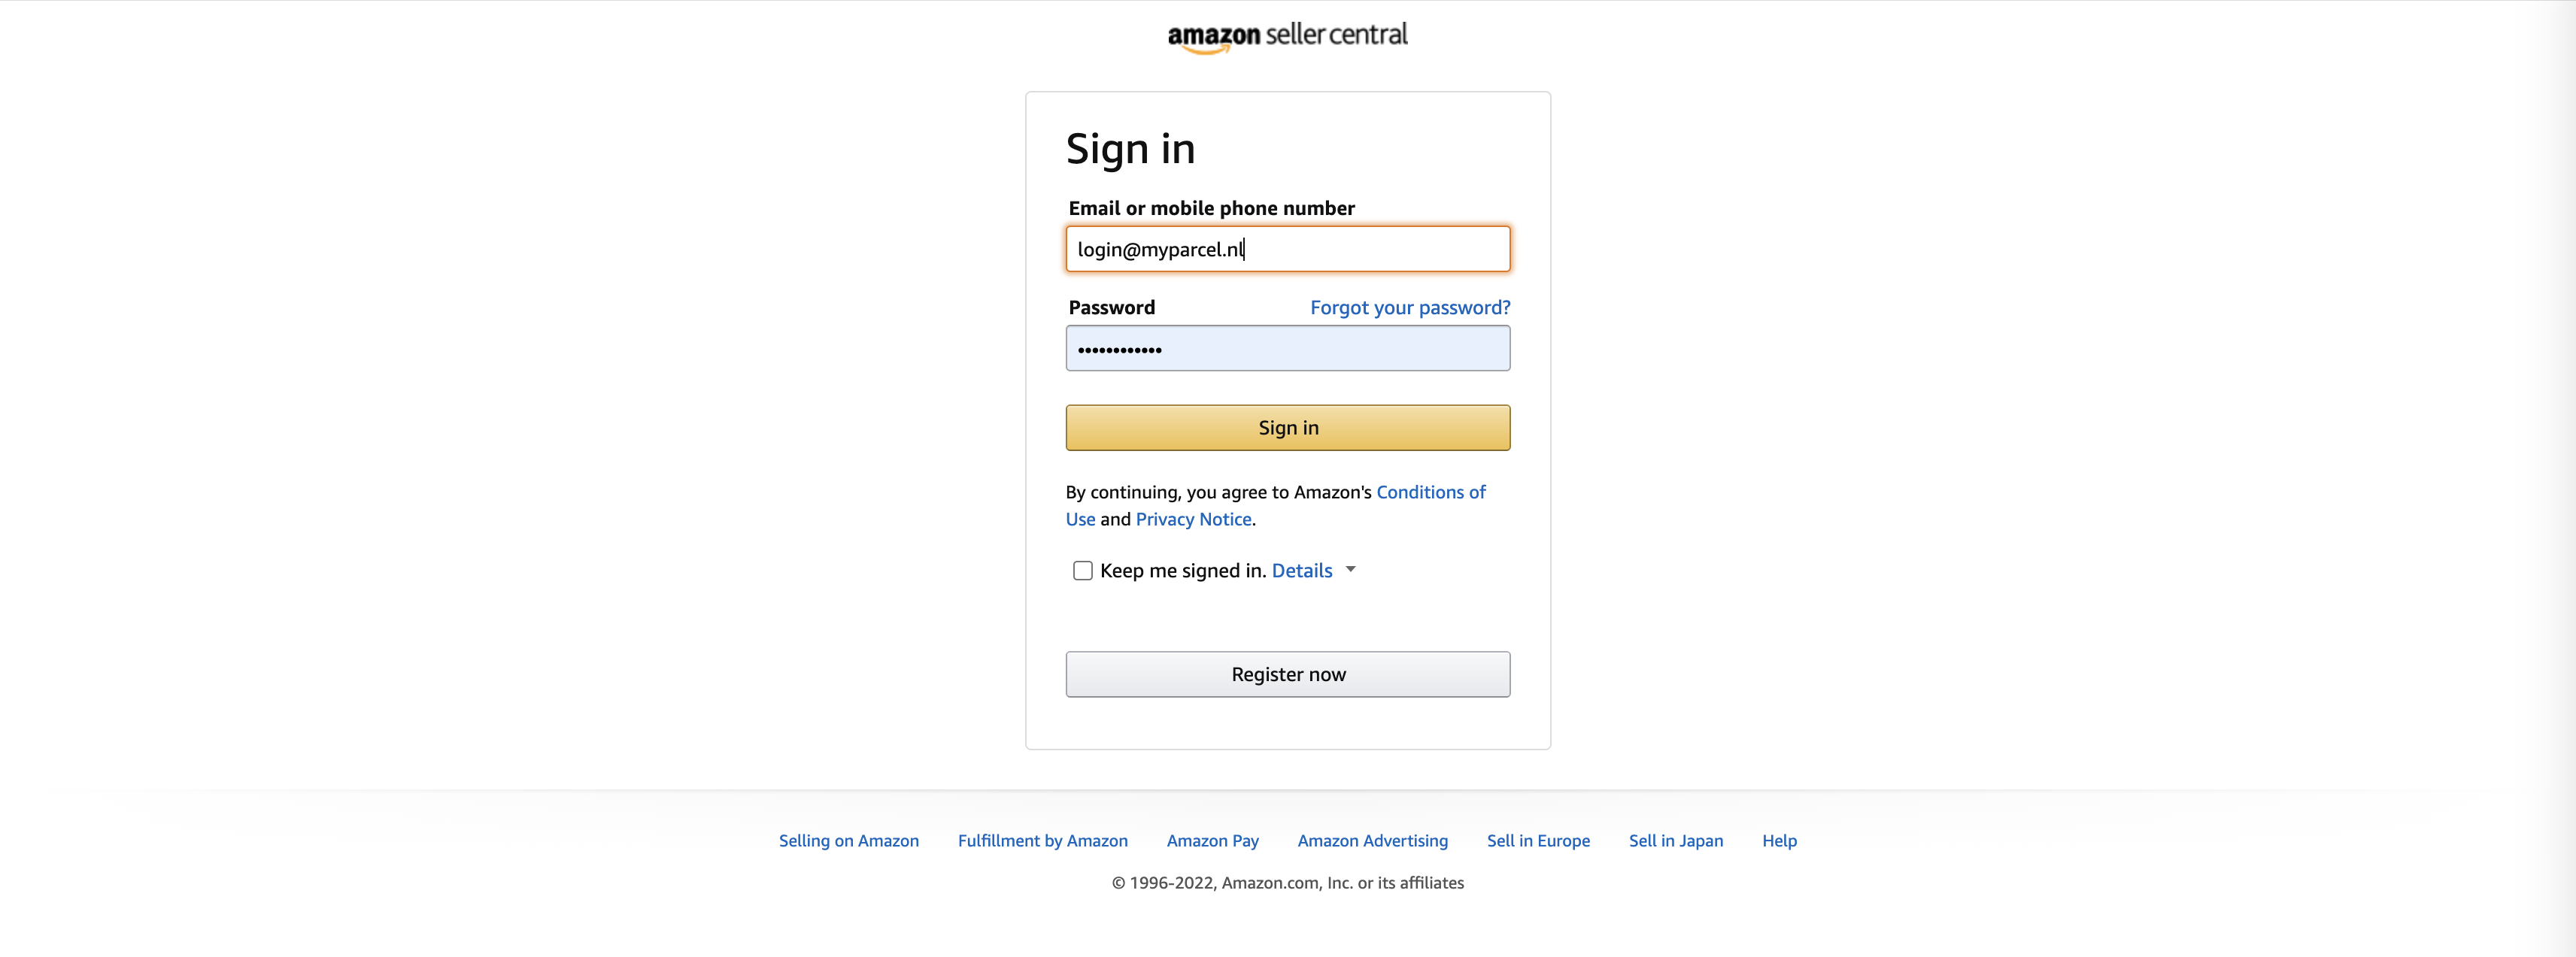 amazon seller central
Sign in
Email or mobile phone number
login@myparcel.nl
Password
Forgot your password?
••••••••••••
Sign in
By continuing, you agree to Amazon's Conditions of
Use and Privacy Notice.
Keep me signed in. Details
Register now
Selling on Amazon
Fulfillment by Amazon
Amazon Pay
Amazon Advertising
Sell in Europe
Sell in Japan
Help
© 1996-2022, Amazon.com, Inc. or its affiliates